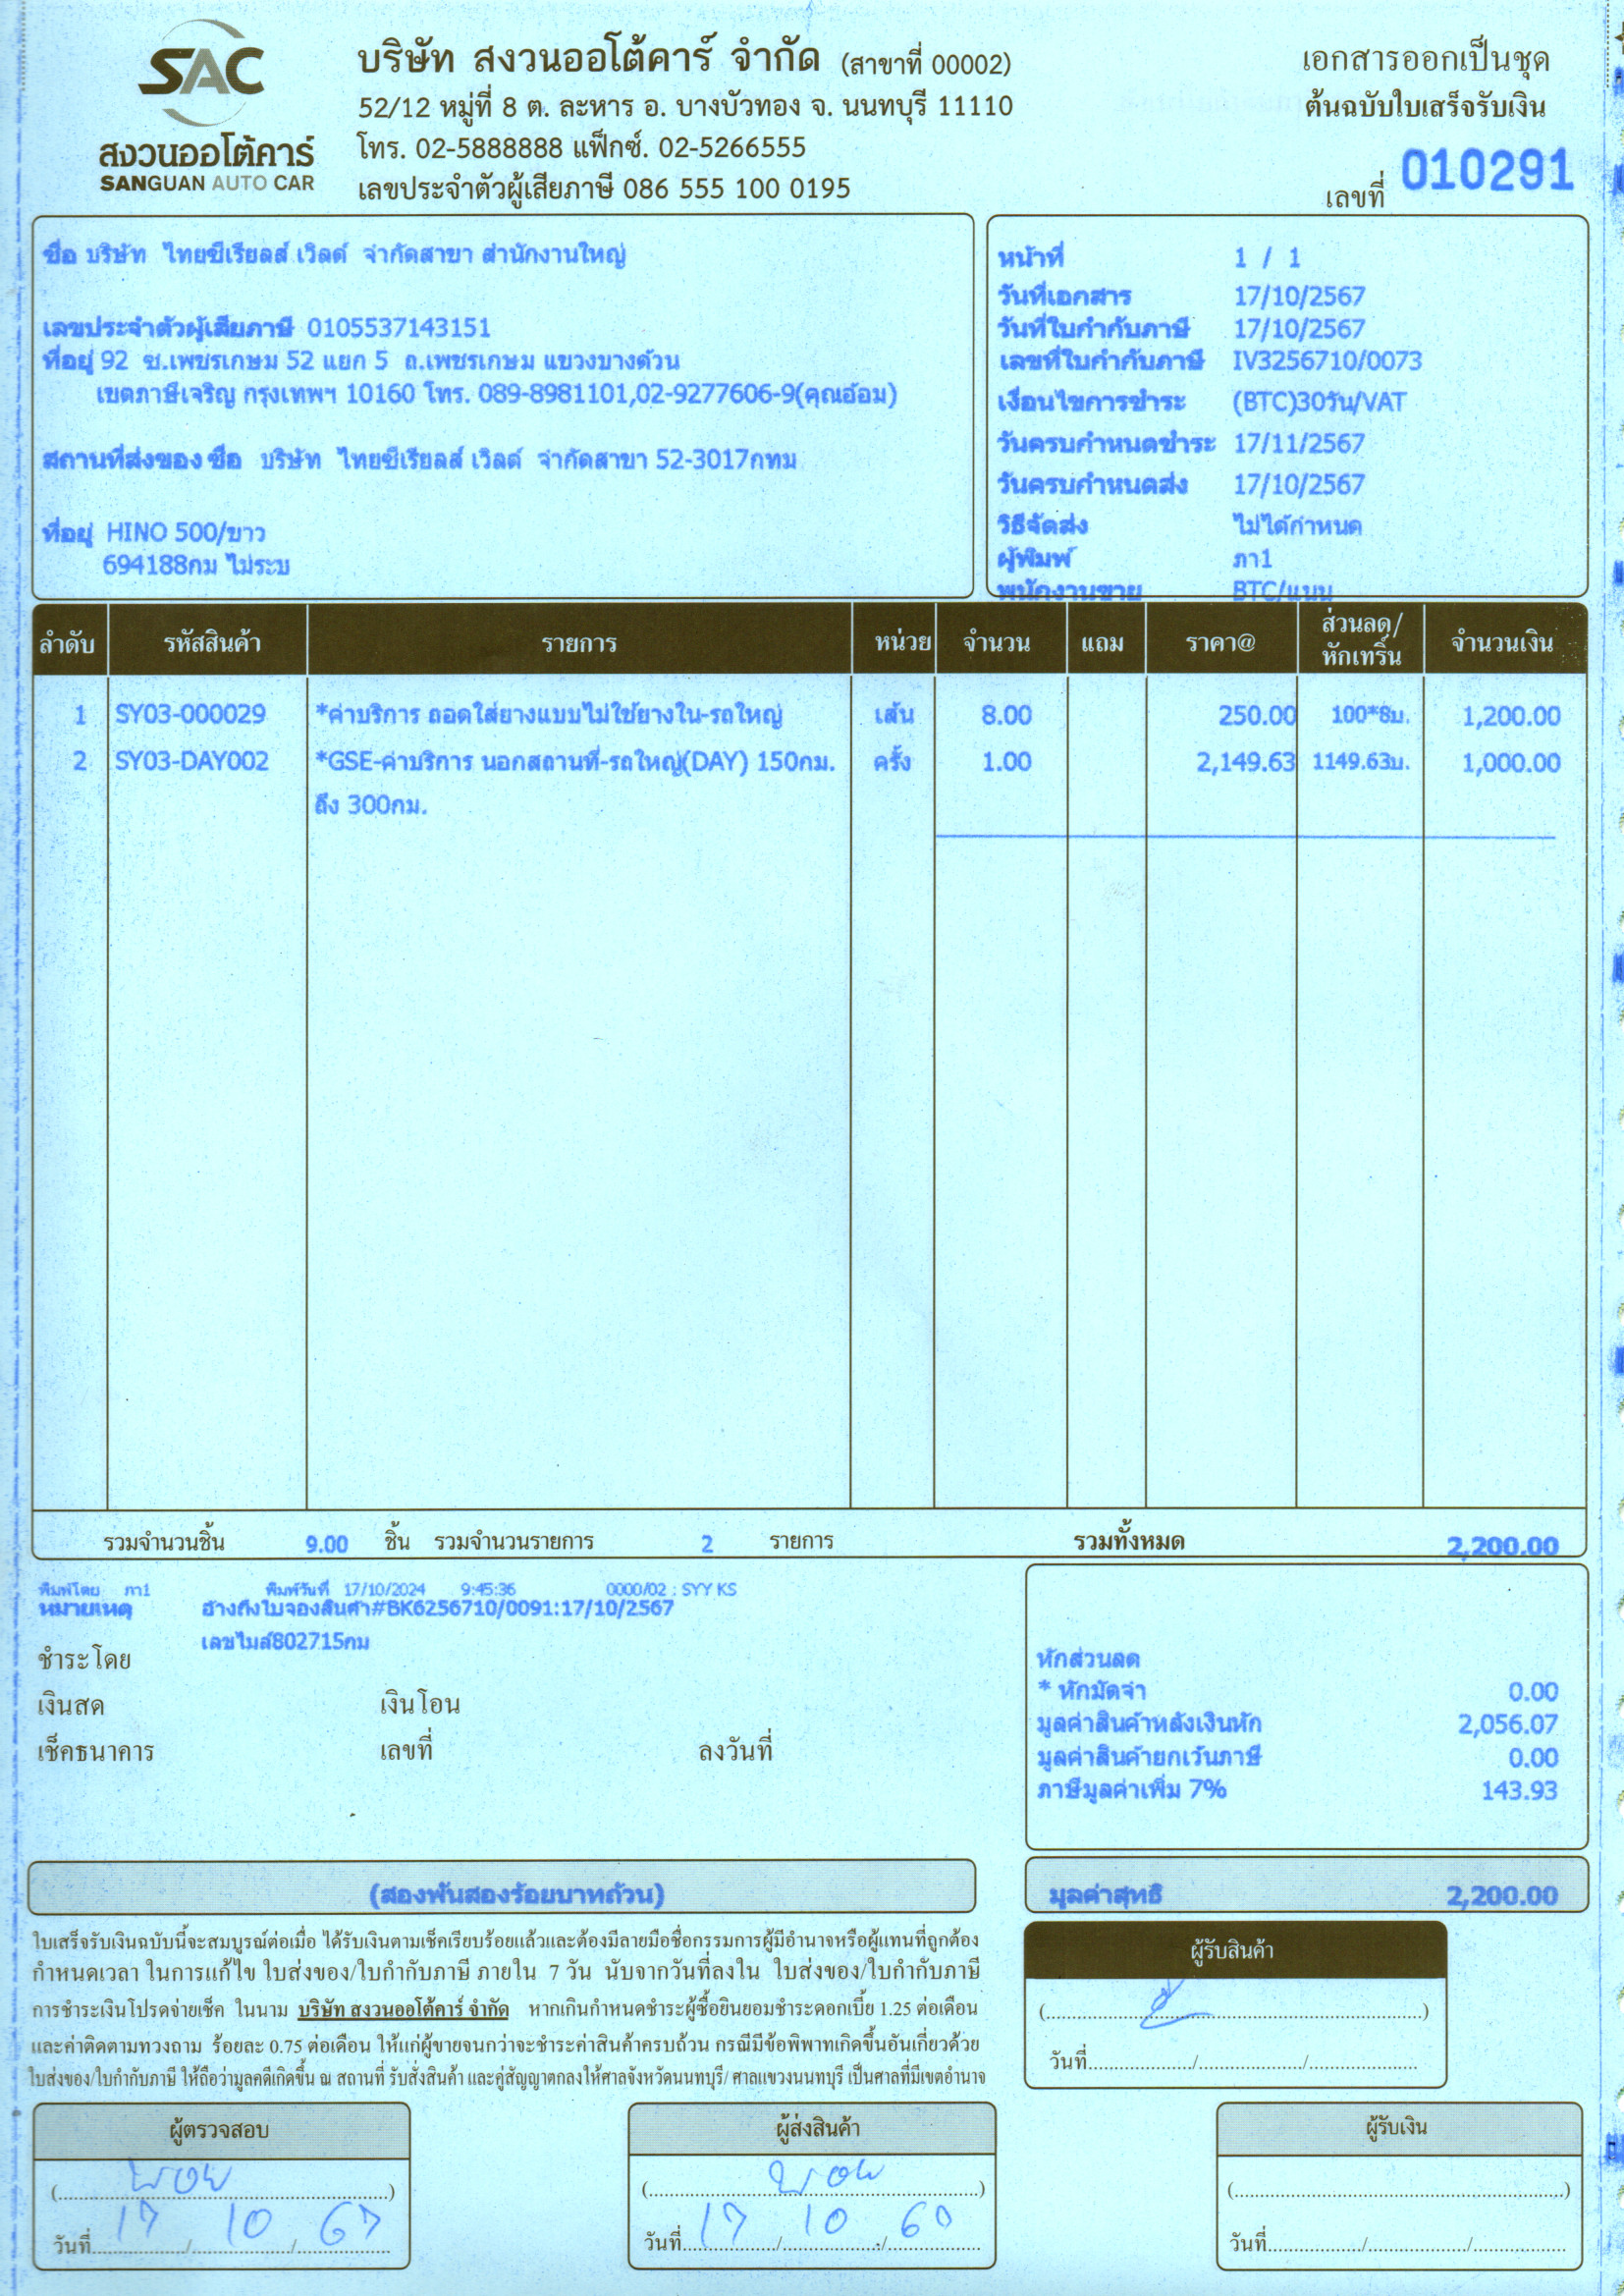 SAC
สงวนออโต้คาร์
SANGUAN AUTO CAR
บริษัท สงวนออโต้คาร์ จำกัด (สาขาที่ 00002)
52/12 หมู่ที่ 8 ต. ละหาร อ. บางบัวทอง จ. นนทบุรี 11110
โทร. 02-5888888 แฟ็กซ์. 02-5266555
เลขประจำตัวผู้เสียภาษี 086 555 100 0195
เอกสารออกเป็นชุด
ต้นฉบับใบเสร็จรับเงิน
เลขที่ 010291
ชื่อ บริษัท ไทยซีเรียลส์ เวิลด์ จำกัดสาขา สำนักงานใหญ่
เลขประจำตัวผู้เสียภาษี 0105537143151
ที่อยู่ 92 ซ.เพชรเกษม 52 แยก 5 ถ.เพชรเกษม แขวงบางด้วน
เขตภาษีเจริญ กรุงเทพฯ 10160 โทร. 089-8981101,02-9277606-9(คุณอ้อม)
สถานที่ส่งของ ชื่อ บริษัท ไทยซีเรียลส์ เวิลด์ จำกัดสาขา 52-3017กทม
ที่อยู่ HINO 500/ขาว
694188กม ไม่ระบ
หน้าที่ 1 / 1
วันที่เอกสาร 17/10/2567
วันที่ใบกำกับภาษี 17/10/2567
เลขที่ใบกำกับภาษี IV3256710/0073
เงื่อนไขการชำระ (BTC)30วัน/VAT
วันครบกำหนดชำระ 17/11/2567
วันครบกำหนดส่ง 17/10/2567
วิธีจัดส่ง ไม่ได้กำหนด
ผู้พิมพ์ ภา1
พนักงานขาย BTC/แบน
ลำดับ รหัสสินค้า รายการ หน่วย จำนวน แถม ราคา@ ส่วนลด/หักเทริ์น จำนวนเงิน
1 SY03-000029 *ค่าบริการ ถอดใส่ยางแบบไม่ใช้ยางใน-รถใหญ่ เส้น 8.00 250.00 100*8บ. 1,200.00
2 SY03-DAY002 *GSE-ค่าบริการ นอกสถานที่-รถใหญ่(DAY) 150กม. ครั้ง 1.00 2,149.63 1149.63บ. 1,000.00
ถึง 300กม.
รวมจำนวนชิ้น 9.00 ชิ้น รวมจำนวนรายการ 2 รายการ รวมทั้งหมด 2,200.00
พิมพ์โดย ภา1 พิมพ์วันที่ 17/10/2024 9:45:36 0000/02 : SYY KS
หมายเหตุ อ้างถึงใบจองสินค้า#BK6256710/0091:17/10/2567
เลขไมล์802715กม
ชำระโดย
เงินสด เงินโอน
เช็คธนาคาร เลขที่ ลงวันที่
หักส่วนลด
* หักมัดจำ 0.00
มูลค่าสินค้าหลังเงินหัก 2,056.07
มูลค่าสินค้ายกเว้นภาษี 0.00
ภาษีมูลค่าเพิ่ม 7% 143.93
(สองพันสองร้อยบาทถ้วน)
มูลค่าสุทธิ 2,200.00
ใบเสร็จรับเงินฉบับนี้จะสมบูรณ์ต่อเมื่อ ได้รับเงินตามเช็คเรียบร้อยแล้วและต้องมีลายมือชื่อกรรมการผู้มีอำนาจหรือผู้แทนที่ถูกต้อง
กำหนดเวลา ในการแก้ไข ใบส่งของ/ใบกำกับภาษี ภายใน 7 วัน นับจากวันที่ลงใน ใบส่งของ/ใบกำกับภาษี
การชำระเงินโปรดจ่ายเช็ค ในนาม บริษัท สงวนออโต้คาร์ จำกัด หากเกินกำหนดชำระผู้ซื้อยินยอมชำระดอกเบี้ย 1.25 ต่อเดือน
และค่าติดตามทวงถาม ร้อยละ 0.75 ต่อเดือน ให้แก่ผู้ขายจนกว่าจะชำระค่าสินค้าครบถ้วน กรณีมีข้อพิพาทเกิดขึ้นอันเกี่ยวด้วย
ใบส่งของ/ใบกำกับภาษี ให้ถือว่ามูลคดีเกิดขึ้น ณ สถานที่ รับสั่งสินค้า และคู่สัญญาตกลงให้ศาลจังหวัดนนทบุรี/ ศาลแขวงนนทบุรี เป็นศาลที่มีเขตอำนาจ
ผู้รับสินค้า
(....................)
วันที่........../........../..........
ผู้ตรวจสอบ
วันที่ 17 / 10 / 67
ผู้ส่งสินค้า
วันที่ 17 / 10 / 67
ผู้รับเงิน
(....................)
วันที่........../........../..........